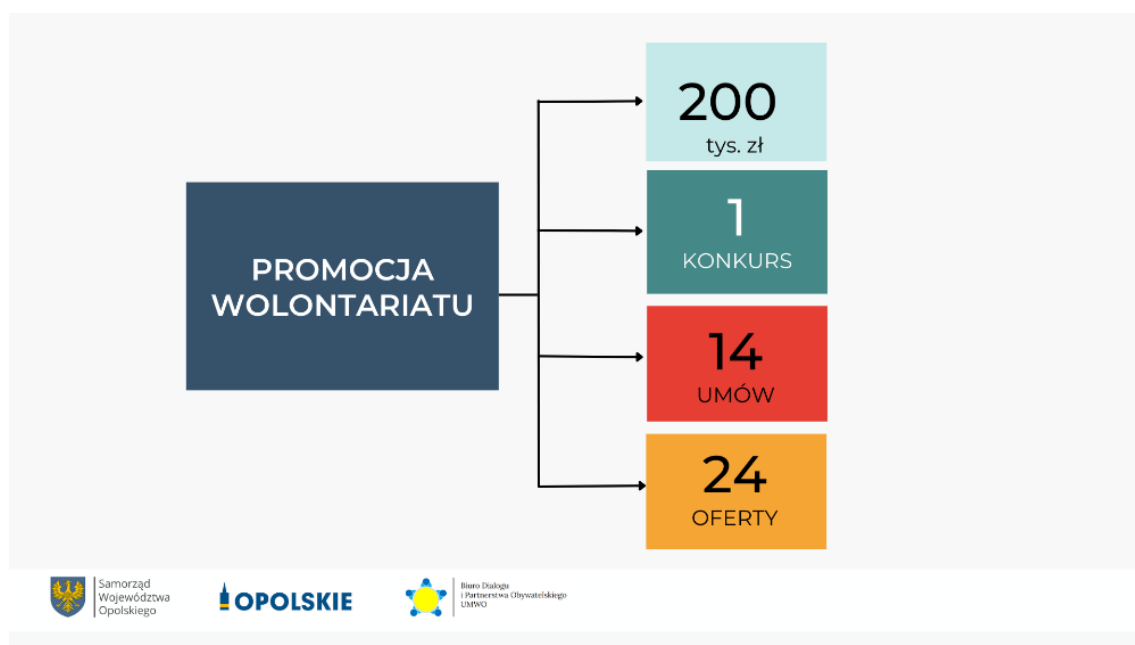 PROMOCJA
WOLONTARIATU
200
tys. zł
1
KONKURS
14
UMÓW
24
OFERTY
Samorząd
Województwa
Opolskiego
OPOLSKIE
Biuro Dialogu
i Partnerstwa Obywatelskiego
UMWO